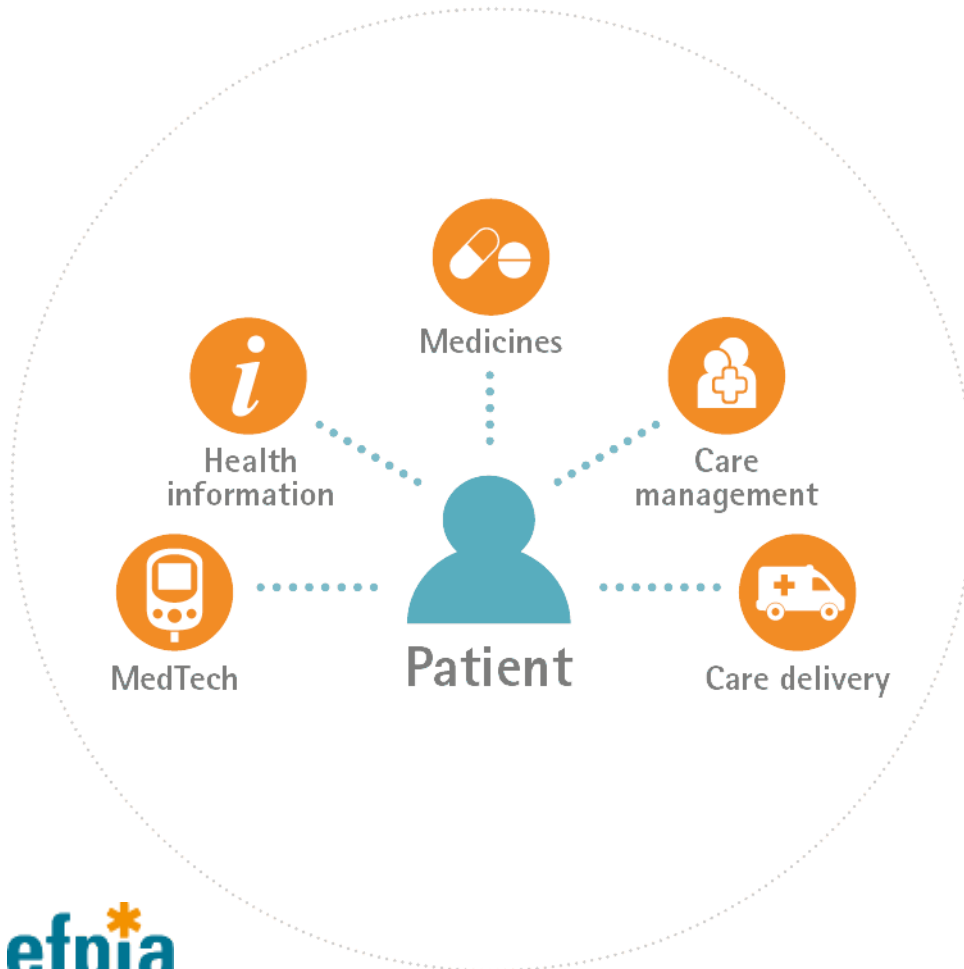 Medicines
Health
information
Care
management
MedTech
Patient
Care delivery
efpia